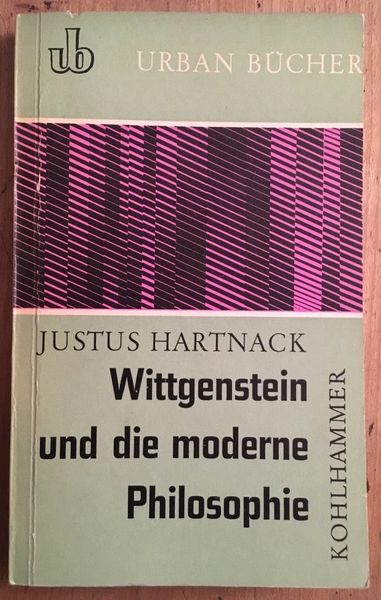 ub
URBAN BÜCHER
JUSTUS HARTNACK
Wittgenstein
und die moderne
Philosophie
KOHLHAMMER